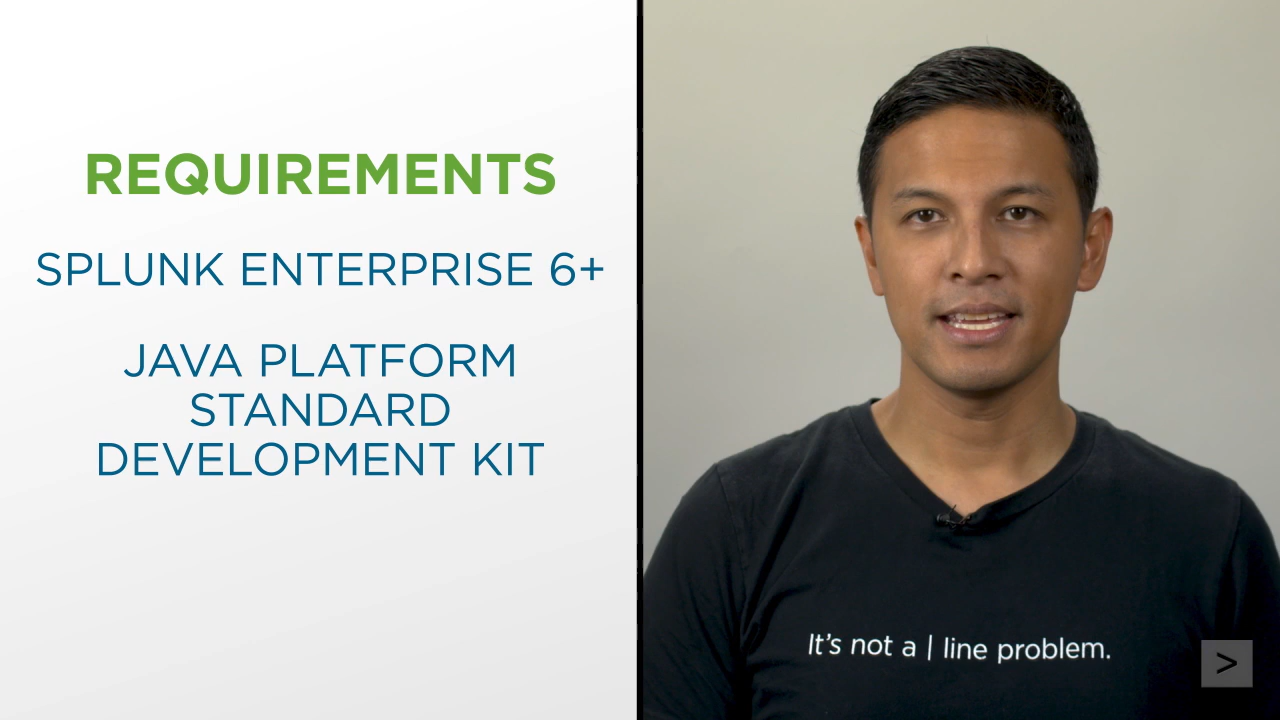 REQUIREMENTS
SPLUNK ENTERPRISE 6+
JAVA PLATFORM
STANDARD
DEVELOPMENT KIT
It's not a | line problem.
>